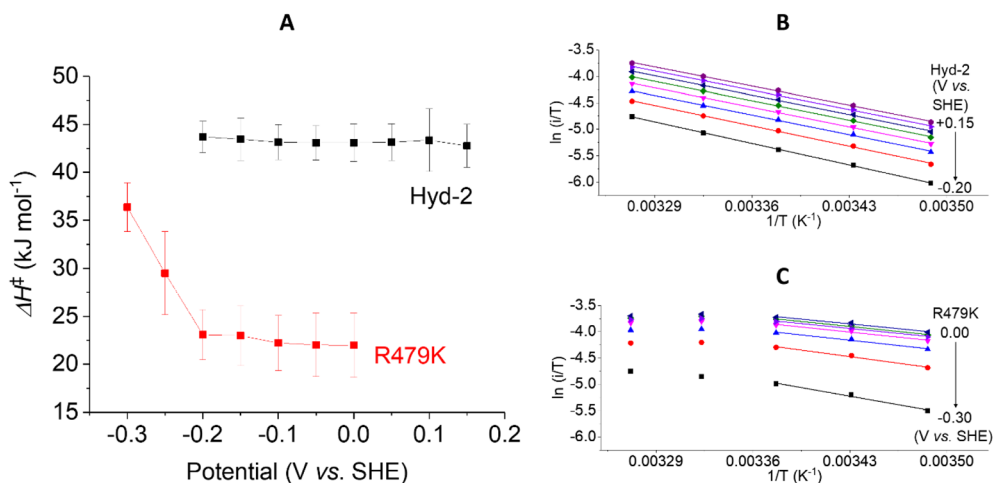 A
50
45
40
35
30
25
20
15
ΔH‡ (kJ mol⁻¹)
Hyd-2
R479K
-0.3 -0.2 -0.1 0.0 0.1 0.2
Potential (V vs. SHE)
B
-3.5
-4.0
-4.5
-5.0
-5.5
-6.0
ln (i/T)
Hyd-2
(V vs.
SHE)
+0.15
-0.20
0.00329 0.00336 0.00343 0.00350
1/T (K⁻¹)
C
-3.5
-4.0
-4.5
-5.0
-5.5
-6.0
ln (i/T)
R479K
0.00
-0.30
(V vs. SHE)
0.00329 0.00336 0.00343 0.00350
1/T (K⁻¹)